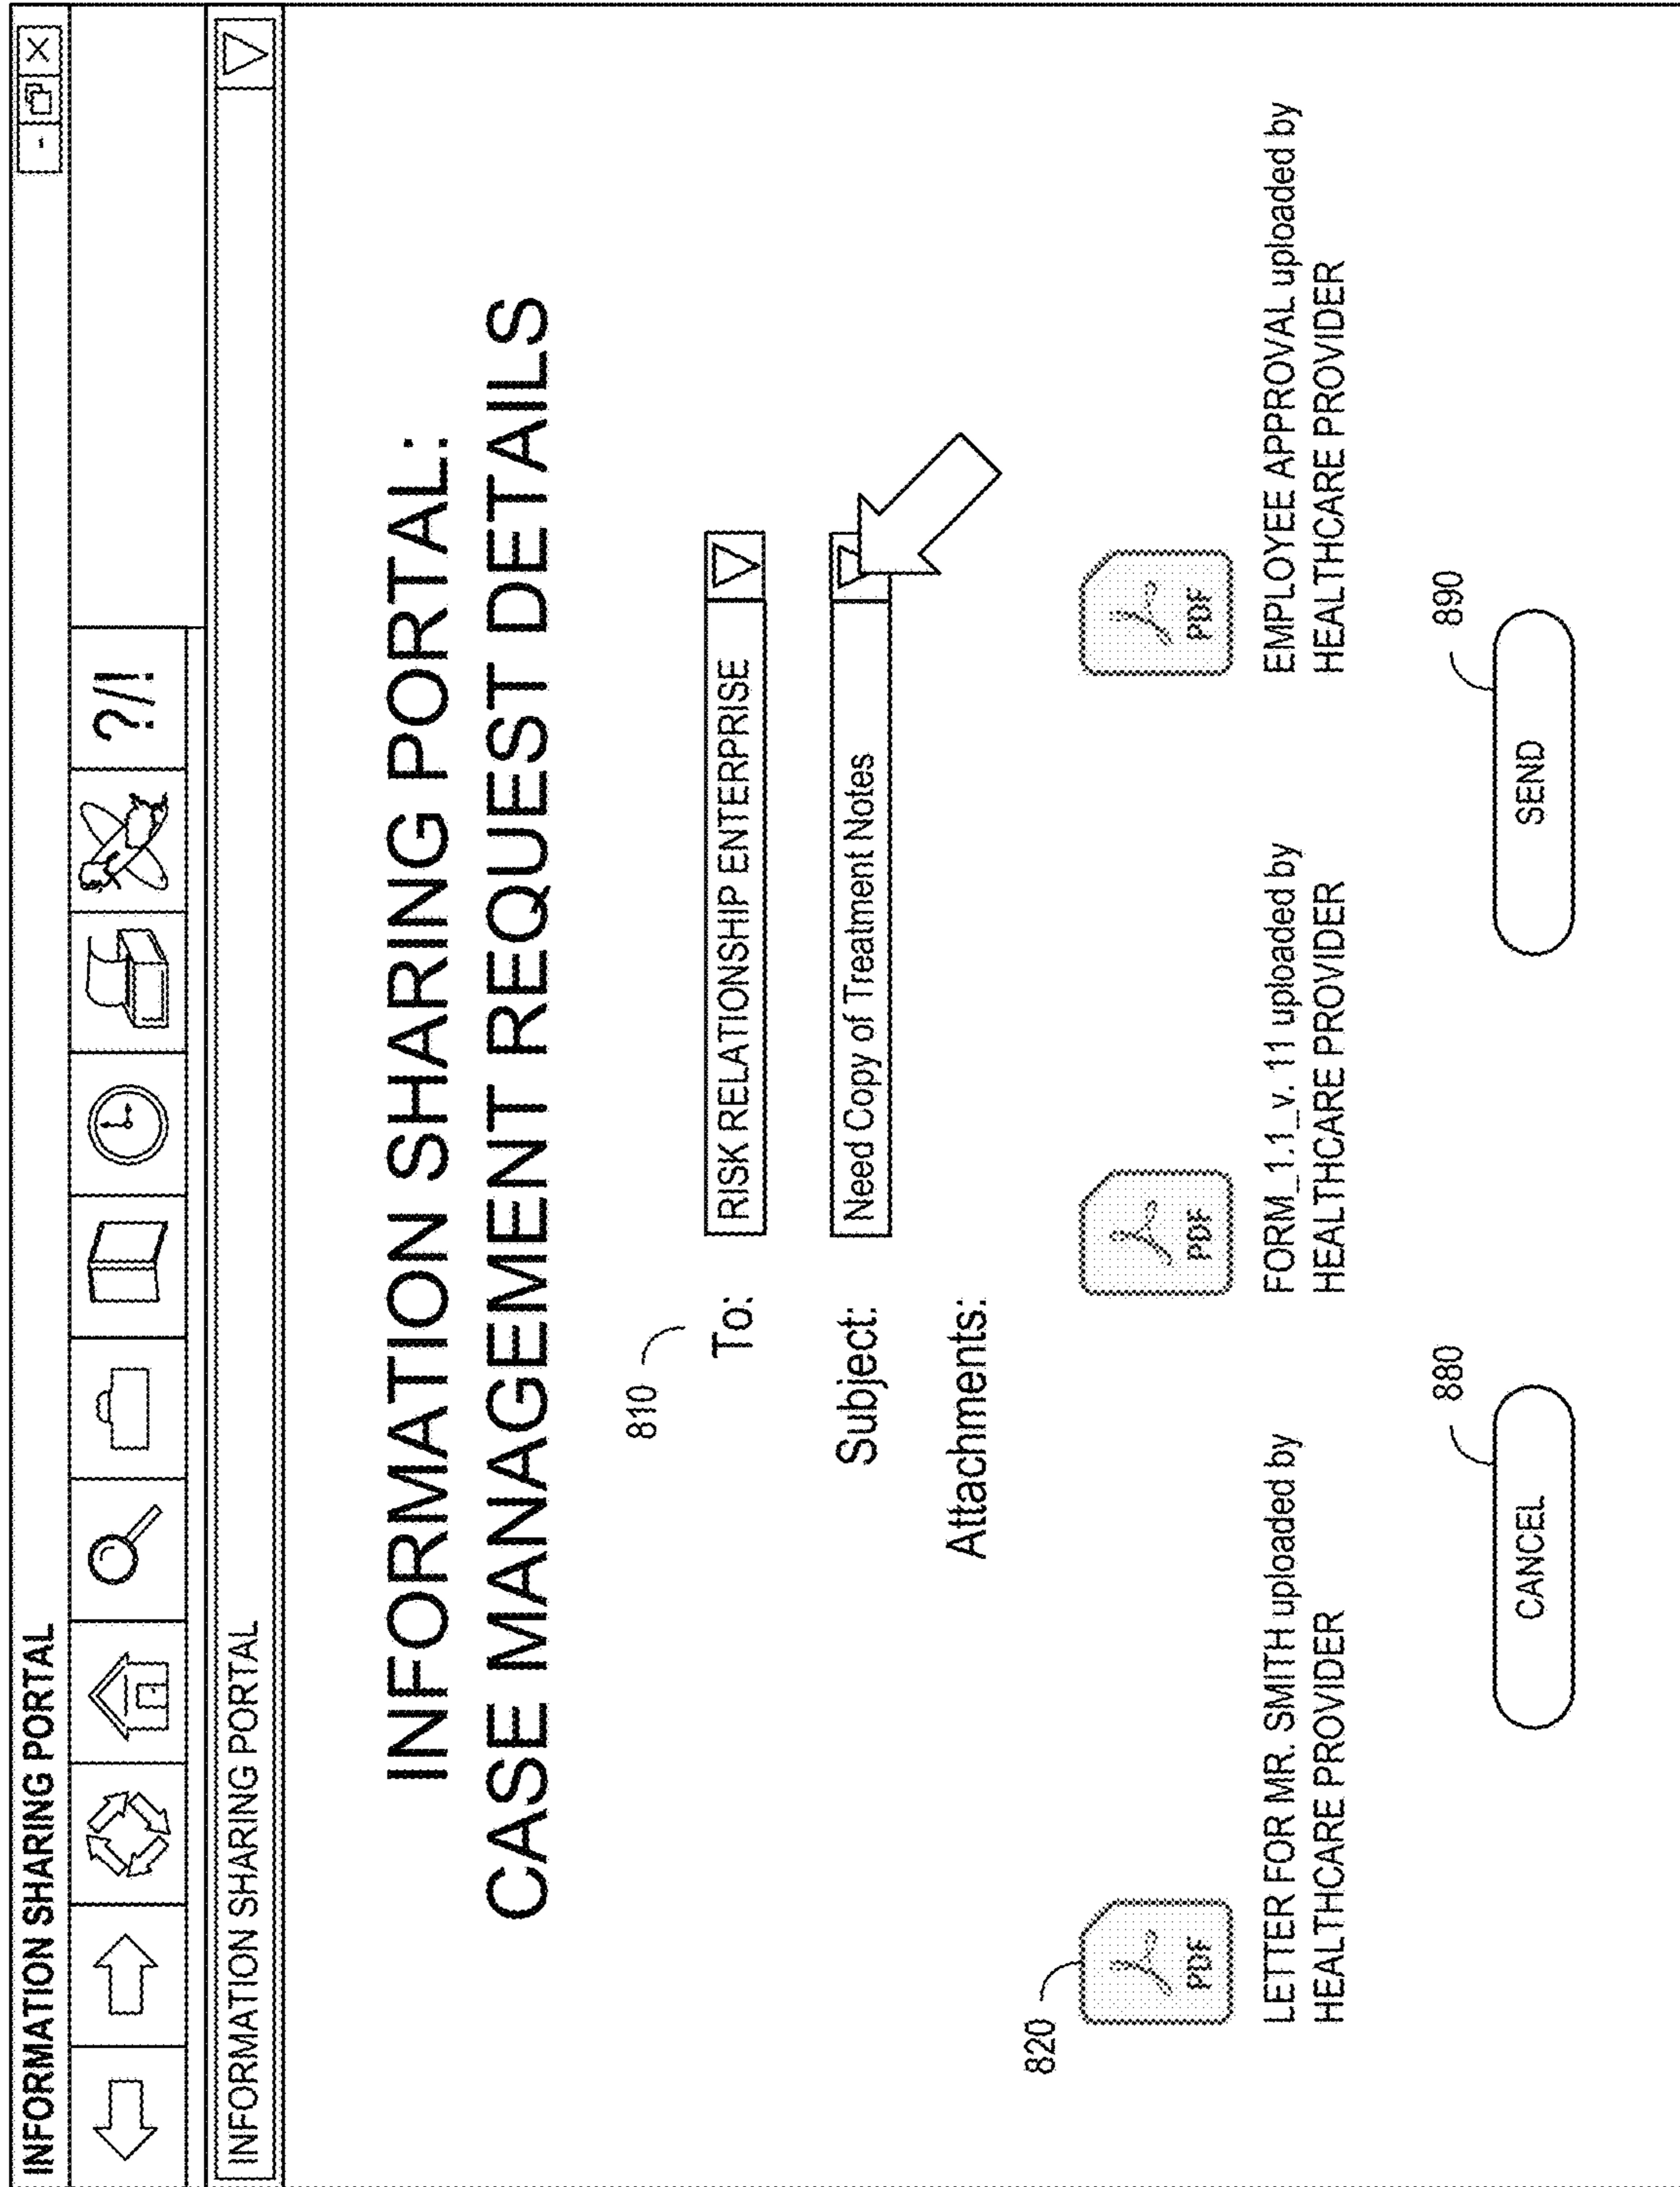 INFORMATION SHARING PORTAL
- X
?/!
INFORMATION SHARING PORTAL
INFORMATION SHARING PORTAL:
CASE MANAGEMENT REQUEST DETAILS
810
To: RISK RELATIONSHIP ENTERPRISE
Subject: Need Copy of Treatment Notes
Attachments:
820
PDF PDF PDF
LETTER FOR MR. SMITH uploaded by
HEALTHCARE PROVIDER
FORM_1.1_v. 11 uploaded by
HEALTHCARE PROVIDER
EMPLOYEE APPROVAL uploaded by
HEALTHCARE PROVIDER
880
CANCEL
890
SEND